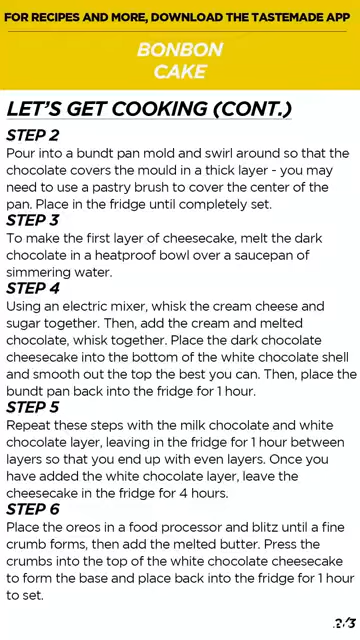 FOR RECIPES AND MORE, DOWNLOAD THE TASTEMADE APP
BONBON
CAKE
LET'S GET COOKING (CONT.)
STEP 2
Pour into a bundt pan mold and swirl around so that the
chocolate covers the mould in a thick layer - you may
need to use a pastry brush to cover the center of the
pan. Place in the fridge until completely set.
STEP 3
To make the first layer of cheesecake, melt the dark
chocolate in a heatproof bowl over a saucepan of
simmering water.
STEP 4
Using an electric mixer, whisk the cream cheese and
sugar together. Then, add the cream and melted
chocolate, whisk together. Place the dark chocolate
cheesecake into the bottom of the white chocolate shell
and smooth out the top the best you can. Then, place the
bundt pan back into the fridge for 1 hour.
STEP 5
Repeat these steps with the milk chocolate and white
chocolate layer, leaving in the fridge for 1 hour between
layers so that you end up with even layers. Once you
have added the white chocolate layer, leave the
cheesecake in the fridge for 4 hours.
STEP 6
Place the oreos in a food processor and blitz until a fine
crumb forms, then add the melted butter. Press the
crumbs into the top of the white chocolate cheesecake
to form the base and place back into the fridge for 1 hour
to set.